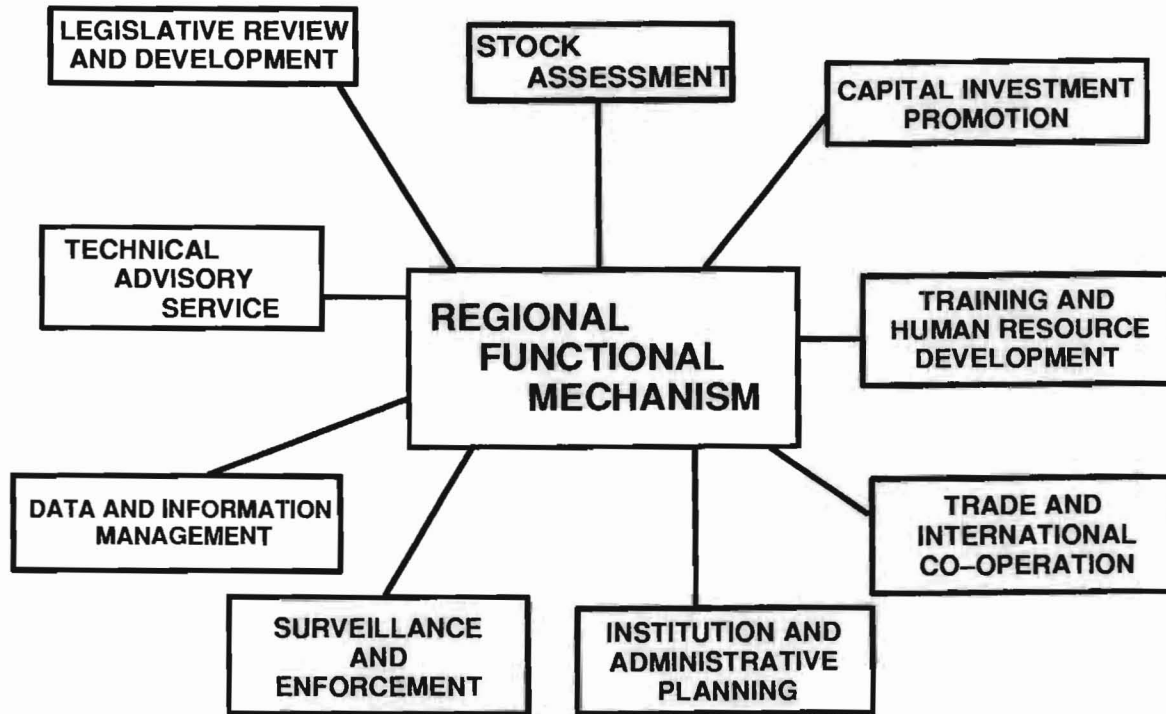 LEGISLATIVE REVIEW
AND DEVELOPMENT
STOCK
ASSESSMENT
CAPITAL INVESTMENT
PROMOTION
TECHNICAL
ADVISORY
SERVICE
REGIONAL
FUNCTIONAL
MECHANISM
TRAINING AND
HUMAN RESOURCE
DEVELOPMENT
DATA AND INFORMATION
MANAGEMENT
TRADE AND
INTERNATIONAL
CO–OPERATION
SURVEILLANCE
AND
ENFORCEMENT
INSTITUTION AND
ADMINISTRATIVE
PLANNING